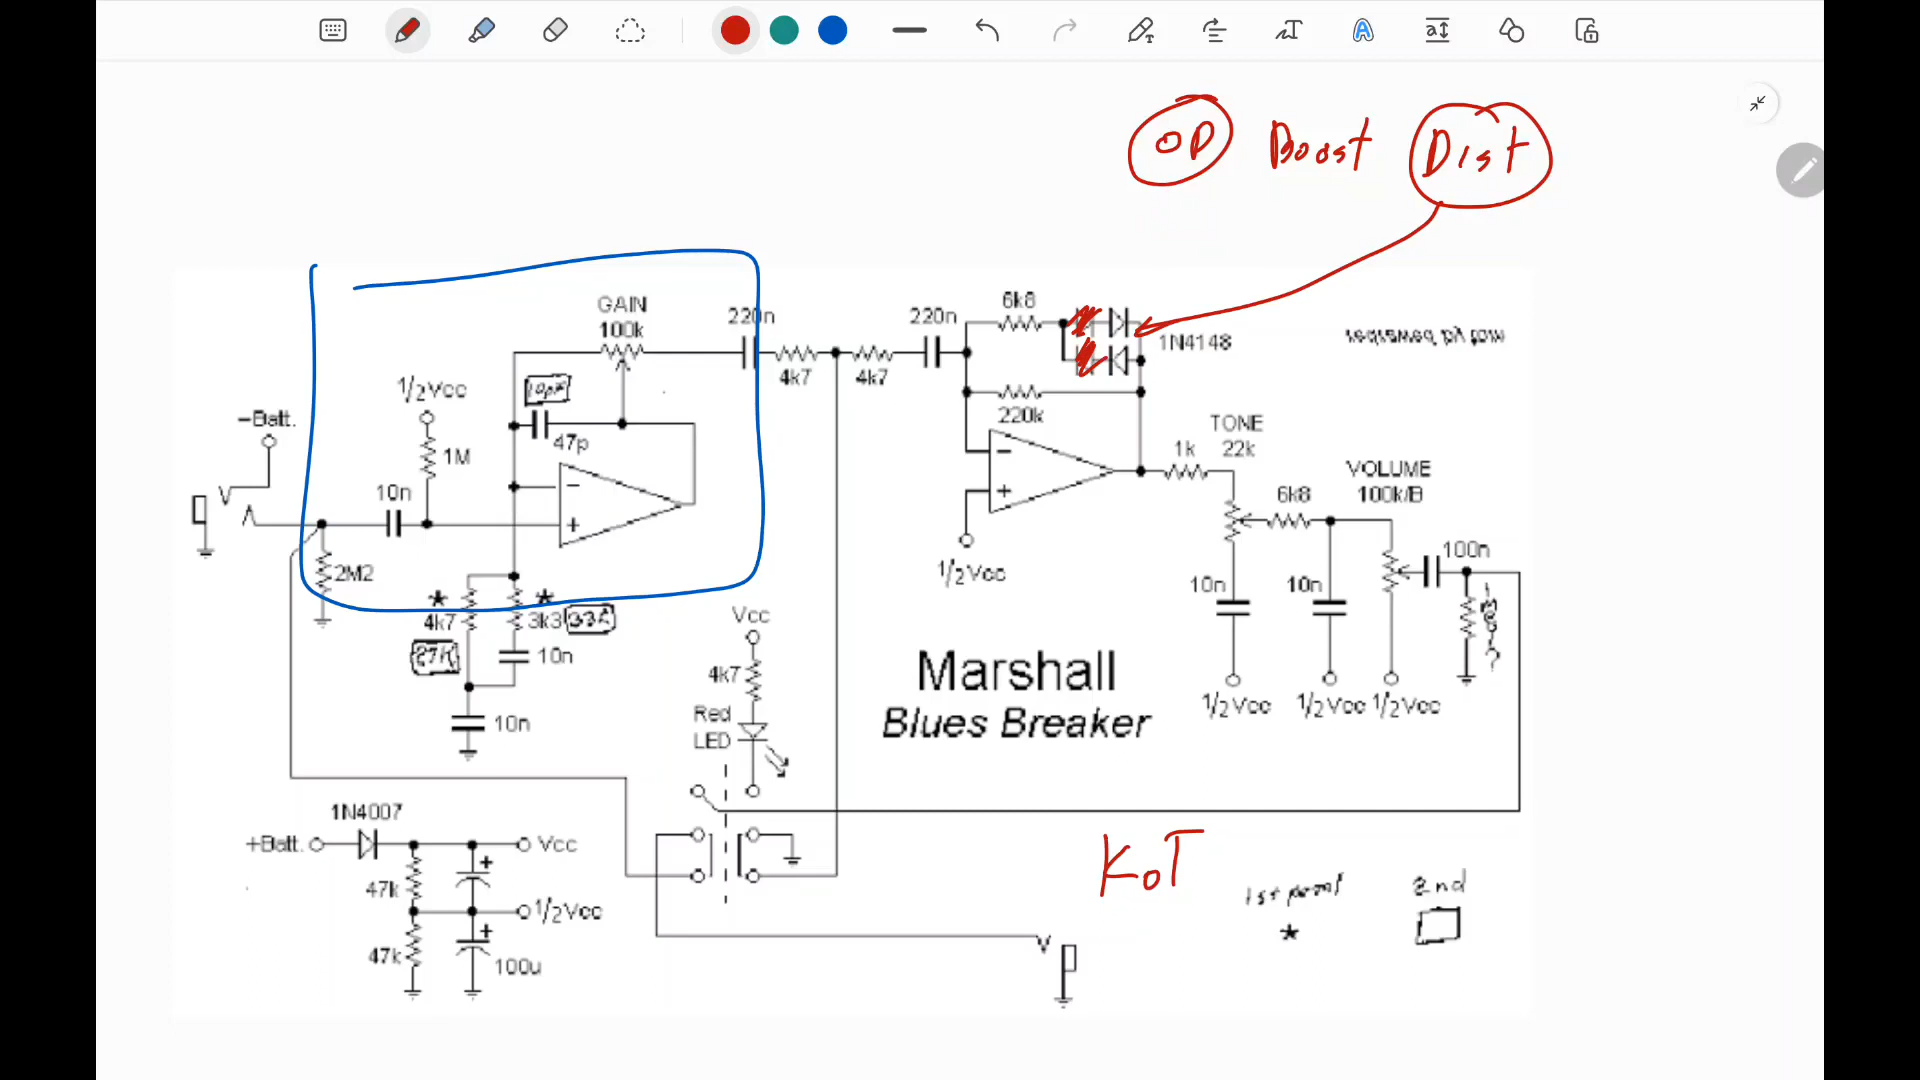 OD Boost Dist
GAIN
100k
220n
220n
6k8
1N4148
4k7
4k7
10pF
47p
1/2Vcc
1M
-Batt.
10n
2M2
220k
TONE
22k
1k
VOLUME
100k/B
6k8
1/2Vcc
10n
10n
100n
4k7
3k3
33k
27K
10n
10n
Vcc
4k7
Red
LED
Marshall
Blues Breaker
1/2Vcc
1/2Vcc
1/2Vcc
1N4007
+Batt.
Vcc
47k
1/2Vcc
47k
100u
KoT
1st proof
2nd